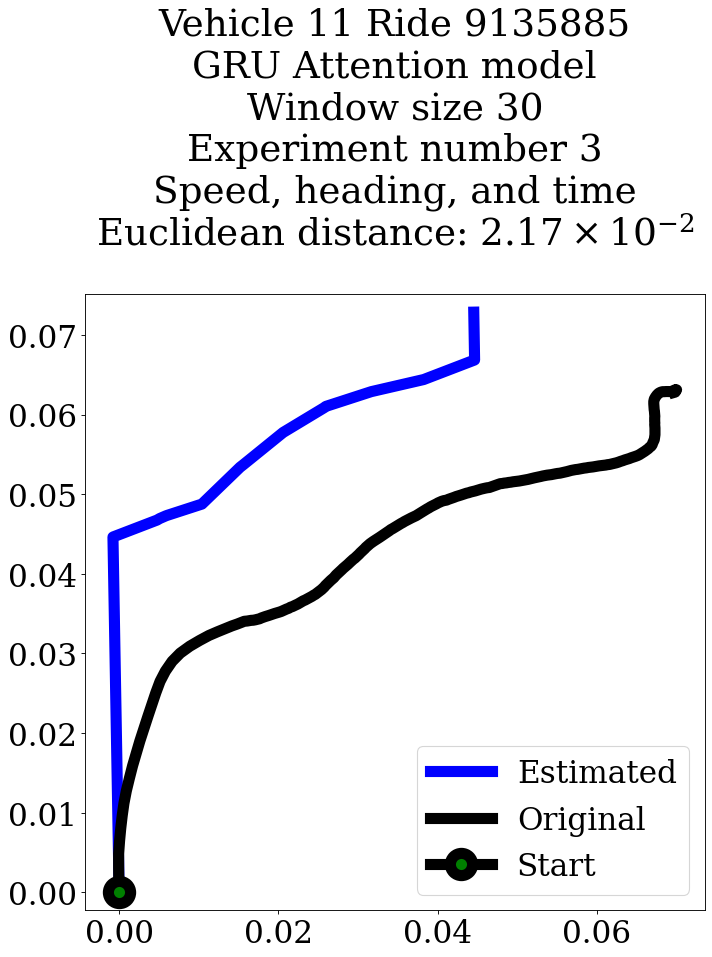 Vehicle 11 Ride 9135885
GRU Attention model
Window size 30
Experiment number 3
Speed, heading, and time
Euclidean distance: 2.17 × 10⁻²
0.07
0.06
0.05
0.04
0.03
0.02
0.01
0.00
Estimated
Original
Start
0.00 0.02 0.04 0.06